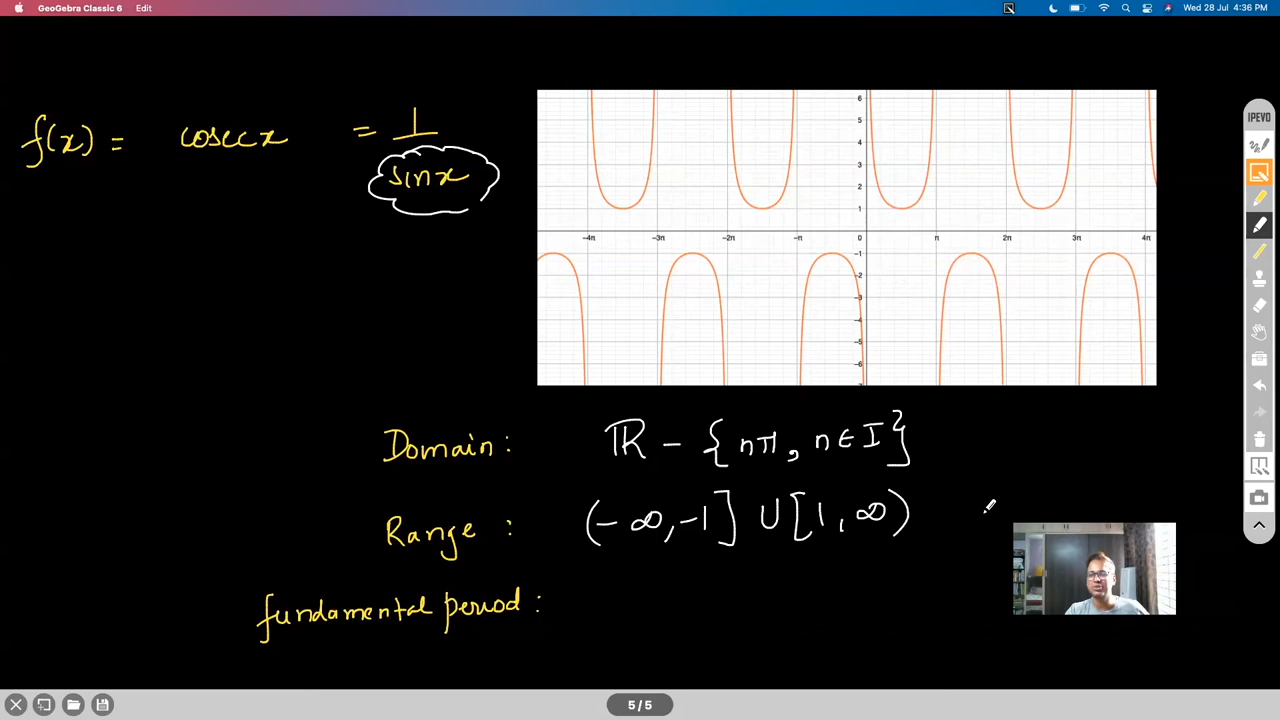 GeoGebra Classic 6 Edit Wed 28 Jul 4:36 PM
f(x) = cosec x = 1/sin x
IPEVO
6
5
4
3
2
1
-4π -3π -2π -π 0 π 2π 3π 4π
-1
-2
-3
-4
-5
-6
Domain: ℝ - {nπ, n ∈ I}
Range: (-∞, -1] ∪ [1, ∞)
fundamental period:
5 / 5